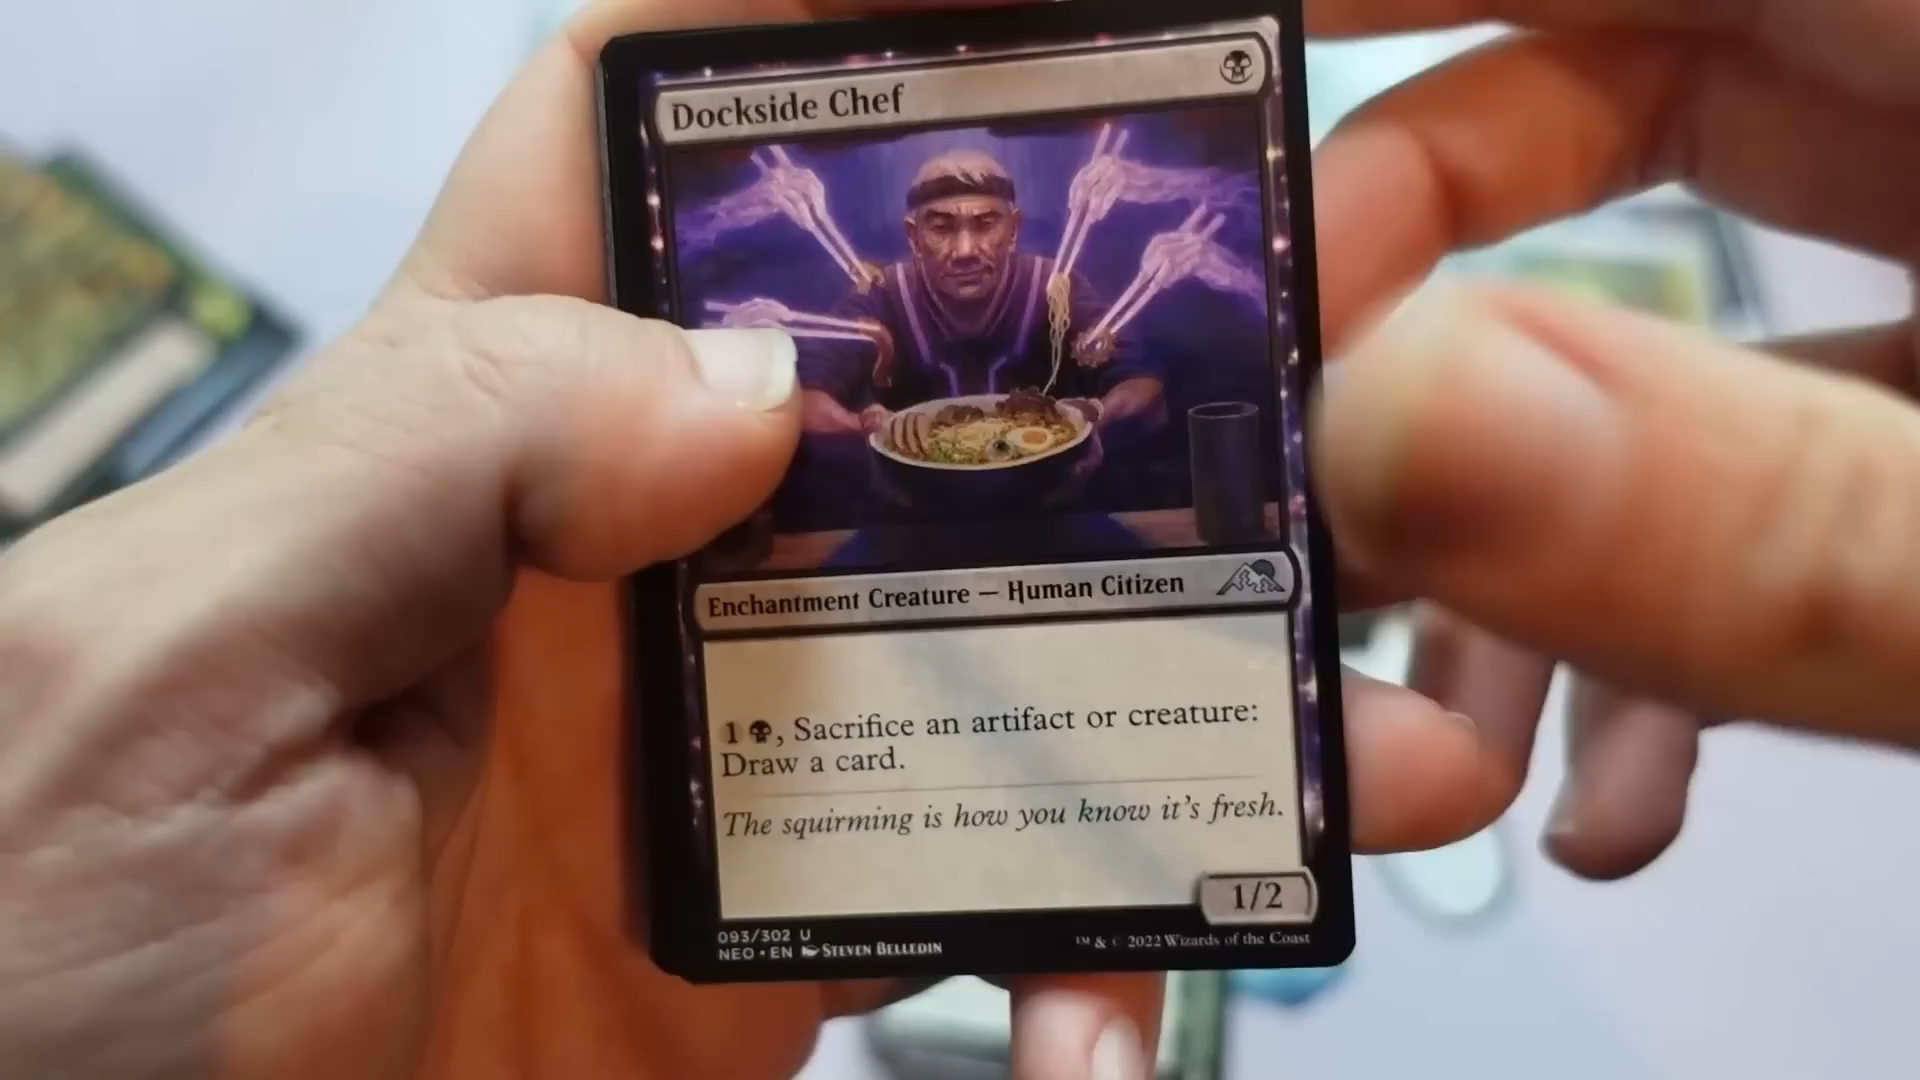 Dockside Chef
Enchantment Creature — Human Citizen
1 , Sacrifice an artifact or creature:
Draw a card.
The squirming is how you know it's fresh.
1/2
093/302 U
NEO • EN STEVEN BELLEDIN
™ & © 2022 Wizards of the Coast